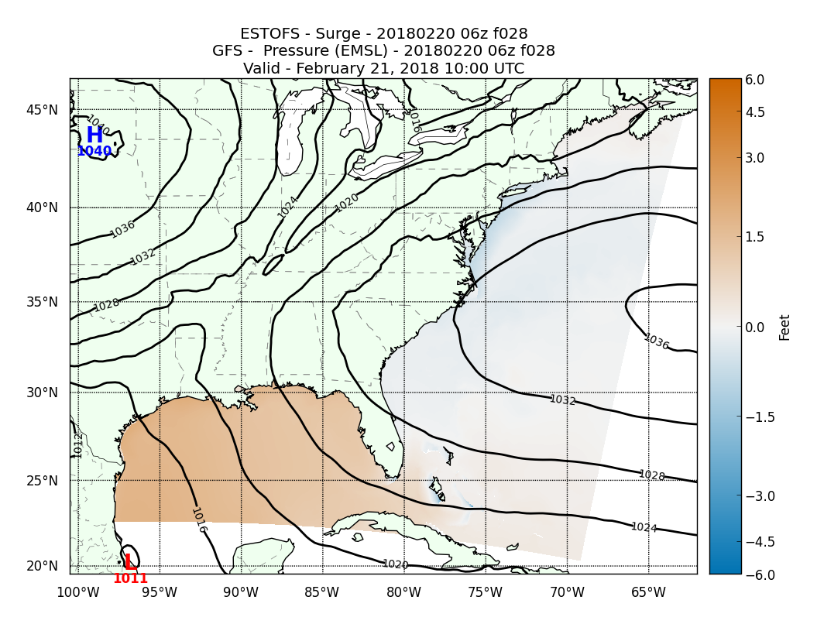 ESTOFS - Surge - 20180220 06z f028
GFS -  Pressure (EMSL) - 20180220 06z f028
Valid - February 21, 2018 10:00 UTC
45°N
40°N
35°N
30°N
25°N
20°N
100°W
95°W
90°W
85°W
80°W
75°W
70°W
65°W
H
1040
L
1011
1040
1036
1032
1028
1024
1020
1016
1012
1016
1020
1036
1032
1028
1024
6.0
4.5
3.0
1.5
0.0
−1.5
−3.0
−4.5
−6.0
Feet